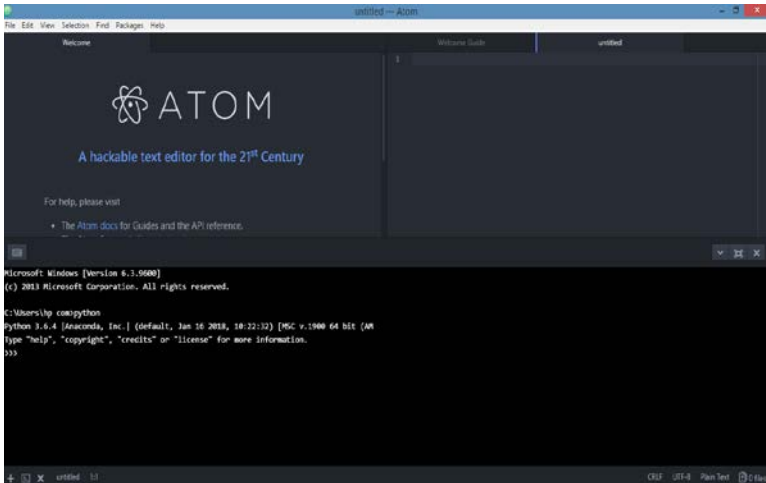 untitled — Atom
File Edit View Selection Find Packages Help
Welcome
Welcome Guide
untitled
1
ATOM
A hackable text editor for the 21st Century
For help, please visit
• The Atom docs for Guides and the API reference.
Microsoft Windows [Version 6.3.9600]
(c) 2013 Microsoft Corporation. All rights reserved.
C:\Users\hp com>python
Python 3.6.4 |Anaconda, Inc.| (default, Jan 16 2018, 10:22:32) [MSC v.1900 64 bit (AM
Type "help", "copyright", "credits" or "license" for more information.
>>>
untitled 1:1
CRLF UTF-8 Plain Text 0 files